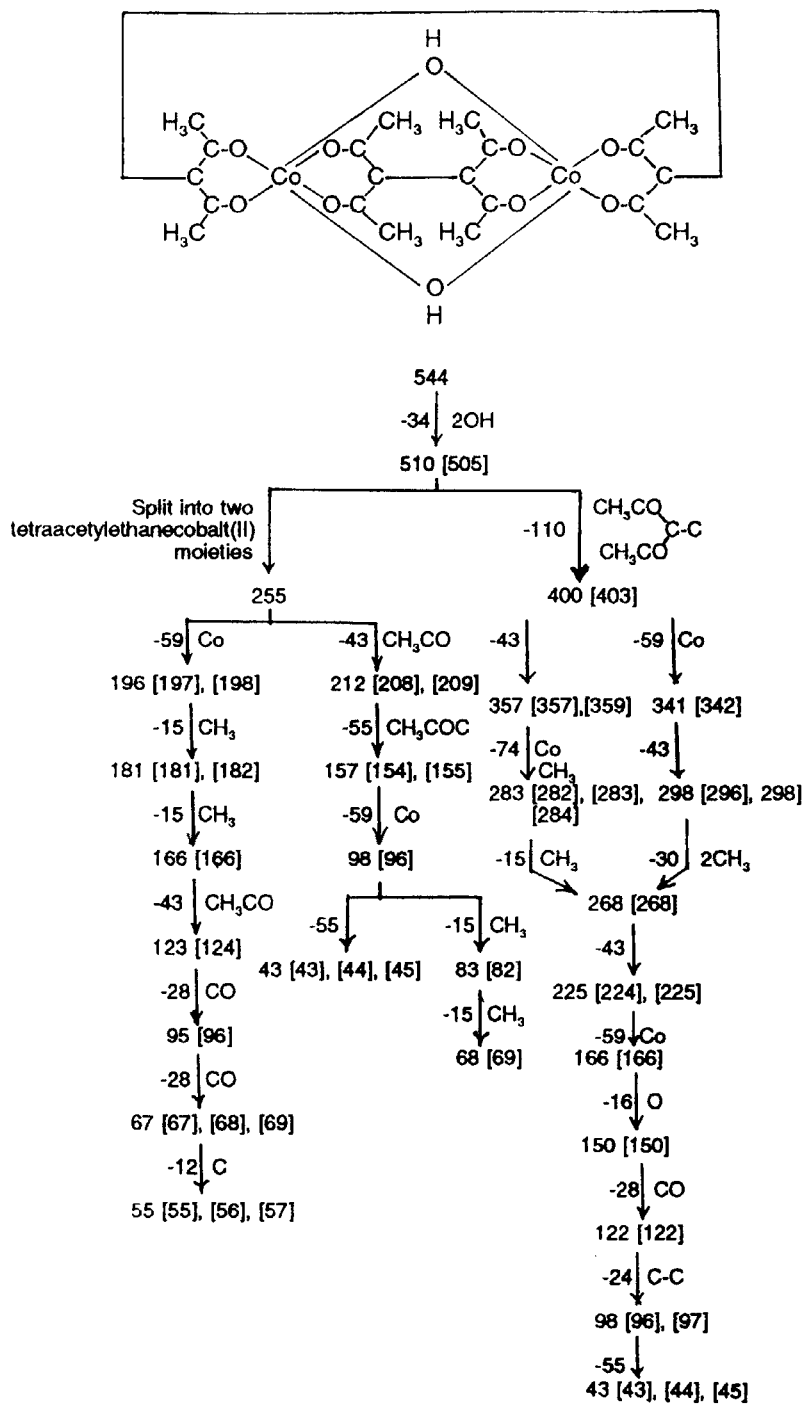 H
O
H₃C CH₃ H₃C CH₃
C-O O-C C-O O-C
C Co C C Co C
C-O O-C C-O O-C
H₃C CH₃ H₃C CH₃
O
H
544
-34 2OH
510 [505]
Split into two
tetraacetylethanecobalt(II)
moieties
-110
CH₃CO
C-C
CH₃CO
255
400 [403]
-59 Co
-43 CH₃CO
-43
-59 Co
196 [197], [198]
212 [208], [209]
357 [357],[359]
341 [342]
-15 CH₃
-55 CH₃COC
-74 Co
CH₃
-43
181 [181], [182]
157 [154], [155]
283 [282], [283],
[284]
298 [296], 298]
-15 CH₃
-59 Co
-15 CH₃
-30 2CH₃
166 [166]
98 [96]
268 [268]
-43 CH₃CO
-55
-15 CH₃
-43
123 [124]
43 [43], [44], [45]
83 [82]
225 [224], [225]
-28 CO
-15 CH₃
-59 Co
95 [96]
68 [69]
166 [166]
-28 CO
-16 O
67 [67], [68], [69]
150 [150]
-12 C
-28 CO
55 [55], [56], [57]
122 [122]
-24 C-C
98 [96], [97]
-55
43 [43], [44], [45]